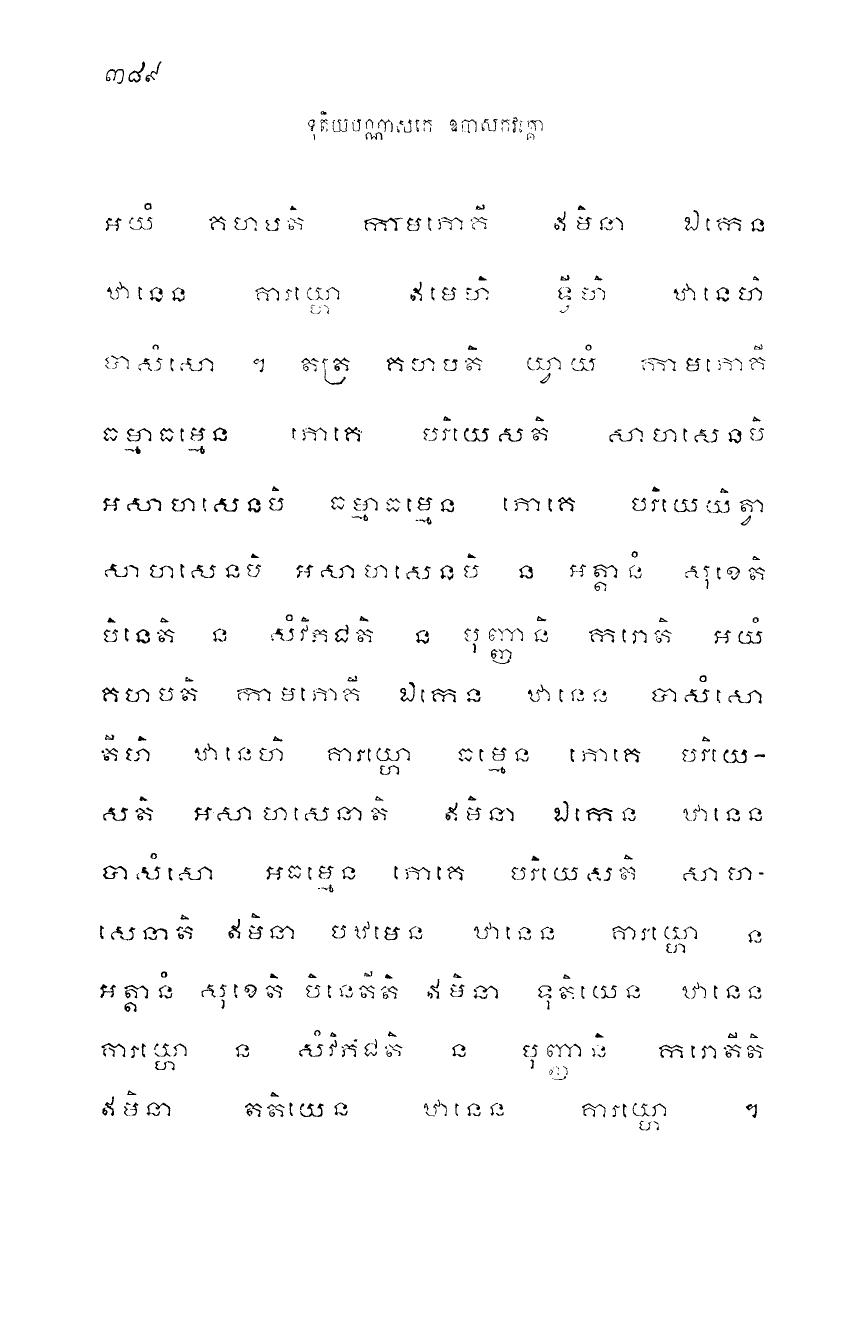 ៣៨៩
ទុតិយបណ្ណាសកេ ឧបាសកវគ្គោ
អយំ គហបតិ កាមភោគី ឥមិនា ឯកេន
ឋានេន គារយ្ហោ ឥមេហិ ទ្វីហិ ឋានេហិ
បាសំសោ ។ តត្រ គហបតិ យ្វាយំ កាមភោគី
ធម្មាធម្មេន ភោគេ បរិយេសតិ សាហសេនបិ
អសាហសេនបិ ធម្មាធម្មេន ភោគេ បរិយេយិត្វា
សាហសេនបិ អសាហសេនបិ ន អត្តានំ សុខេតិ
បិនេតិ ន សំវិភជតិ ន បុញ្ញានិ ករោតិ អយំ
គហបតិ កាមភោគី ឯកេន ឋានេន បាសំសោ
តីហិ ឋានេហិ គារយ្ហោ ធម្មេន ភោគេ បរិយេ-
សតិ អសាហសេនាតិ ឥមិនា ឯកេន ឋានេន
បាសំសោ អធម្មេន ភោគេ បរិយេសតិ សាហ-
សេនាតិ ឥមិនា បឋមេន ឋានេន គារយ្ហោ ន
អត្តានំ សុខេតិ បិនេតីតិ ឥមិនា ទុតិយេន ឋានេន
គារយ្ហោ ន សំវិភជតិ ន បុញ្ញានិ ករោតីតិ
ឥមិនា តតិយេន ឋានេន គារយ្ហោ ។